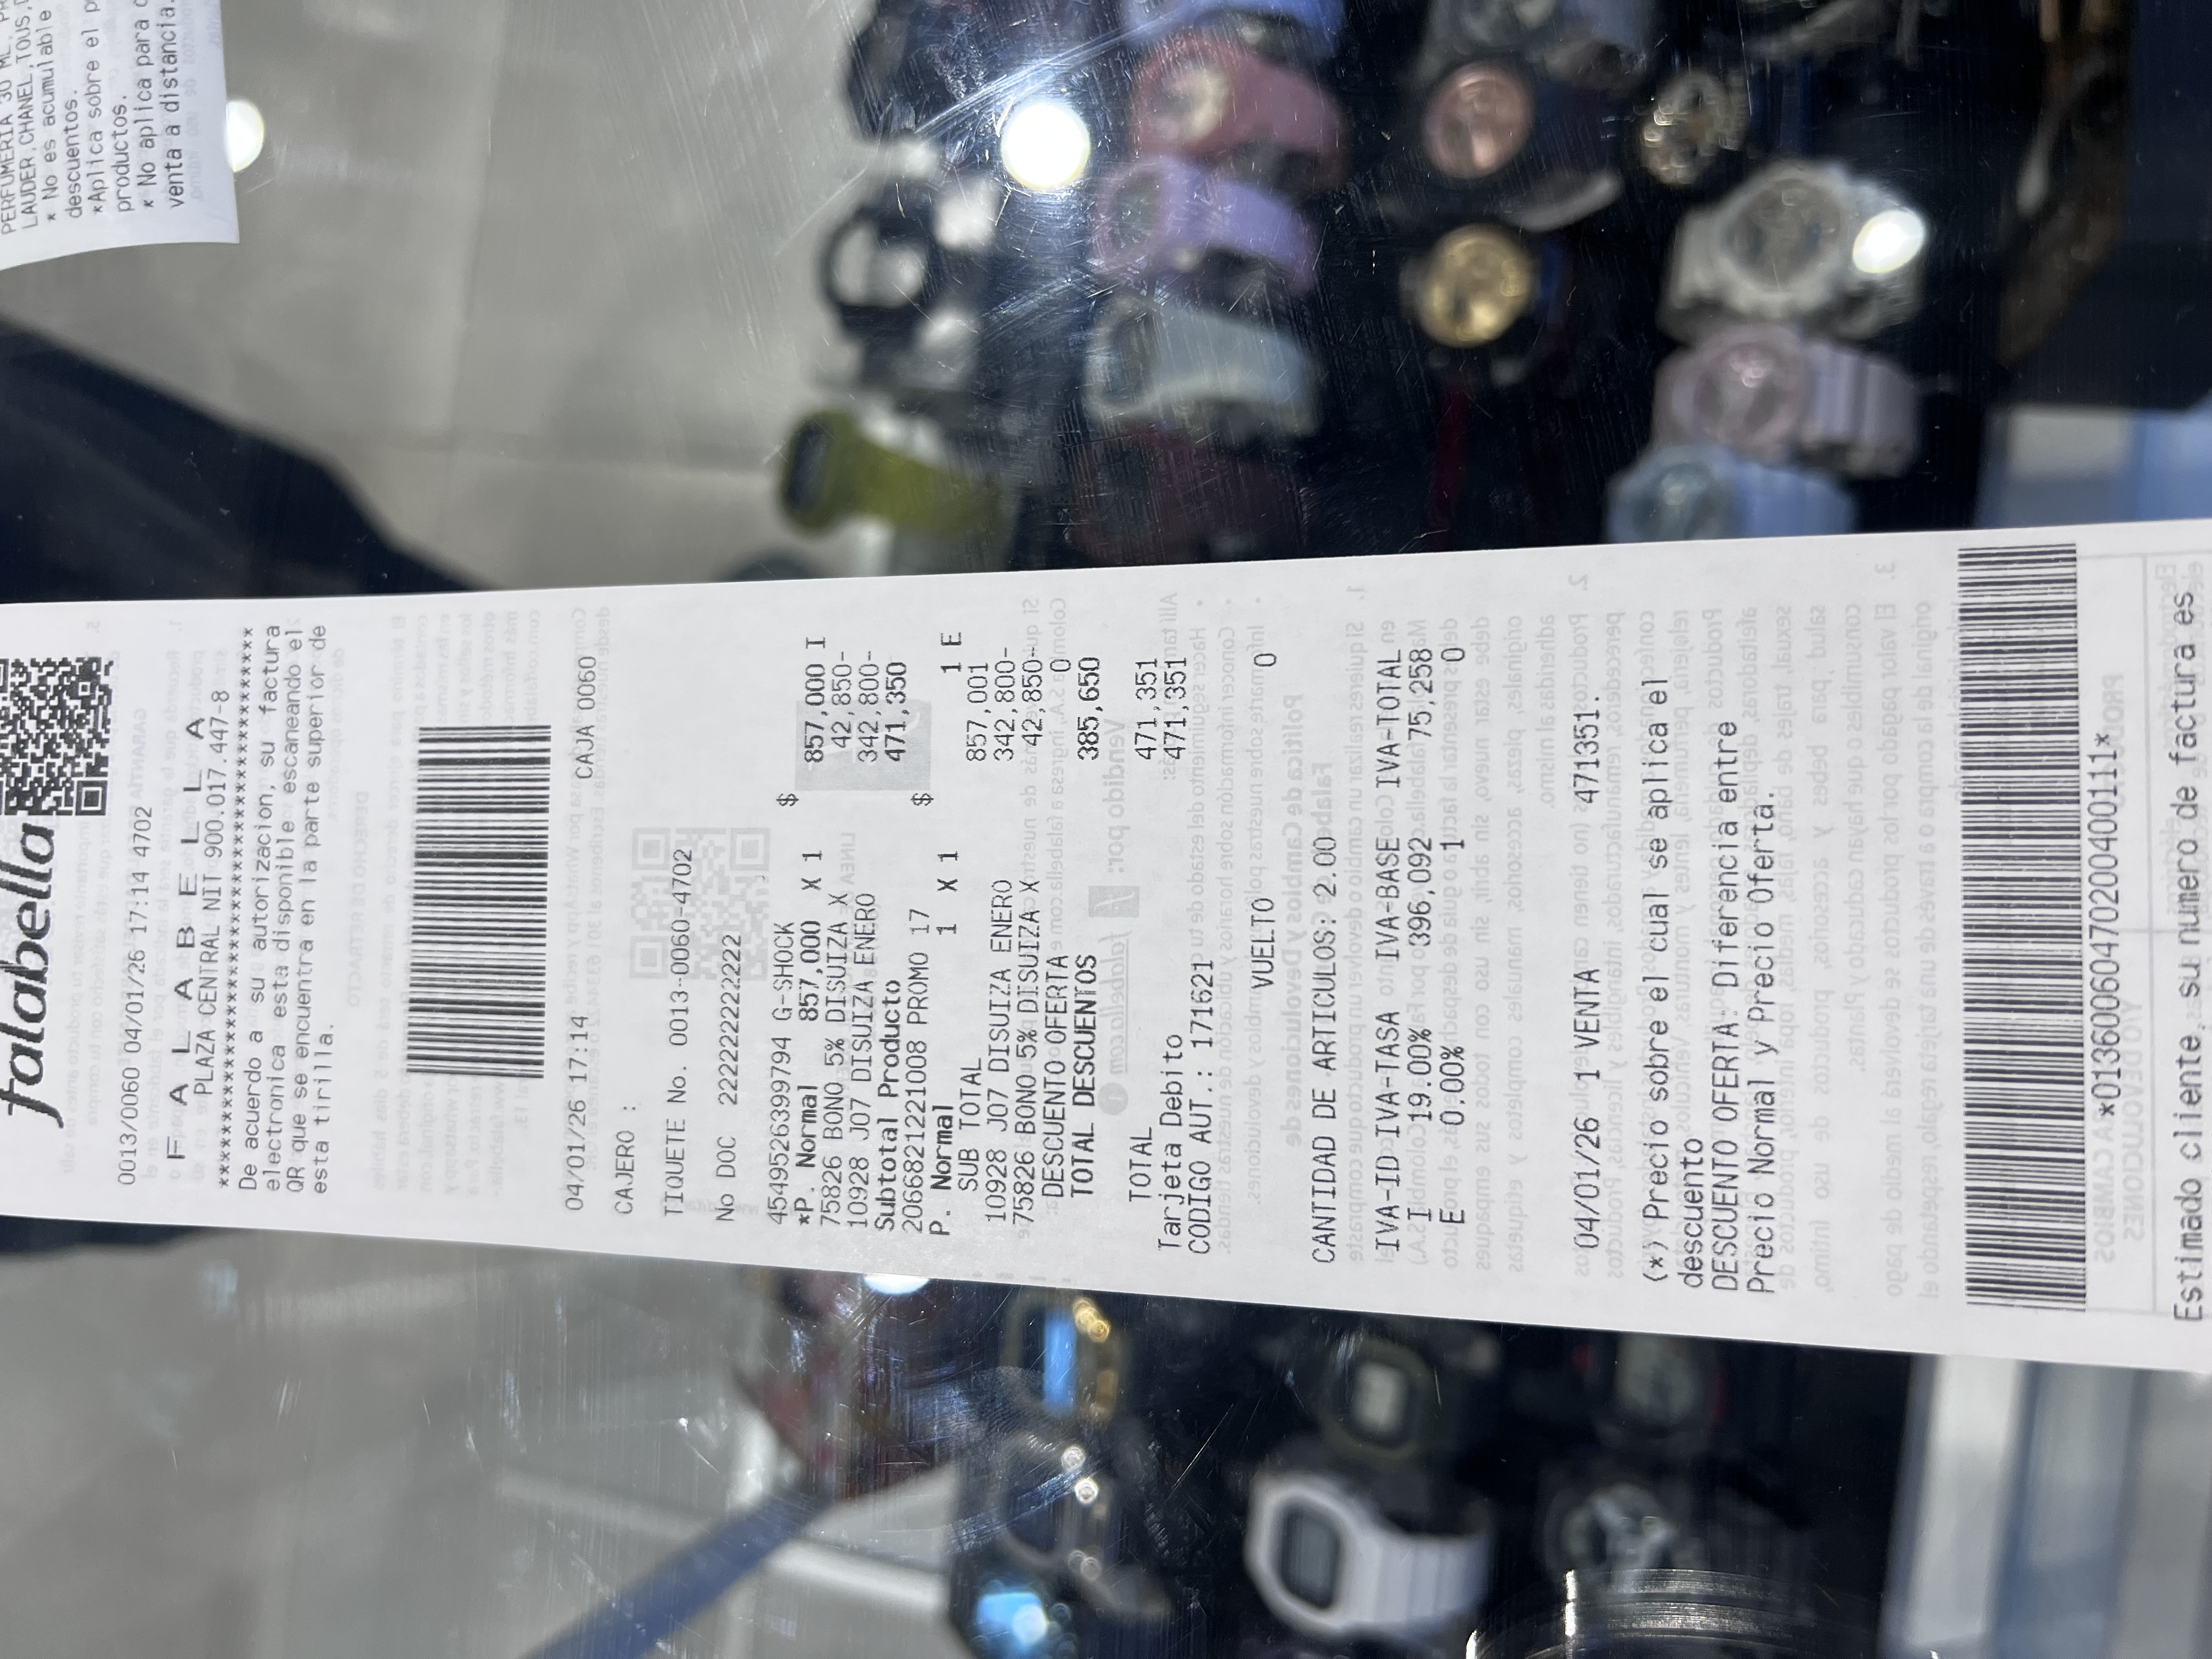 PERFUMERIA 30 ML
LAUDER,CHANEL,TOUS,
* No es acumulable
descuentos.
*Aplica sobre el
productos.
* No aplica para
venta a distancia.
falabella
0013/0060 04/01/26 17:14 4702
F A L A B E L L A
PLAZA CENTRAL NIT 900.017.447-8
****************************************
De acuerdo a su autorizacion, su factura
electronica esta disponible escaneando el
QR que se encuentra en la parte superior de
esta tirilla.
04/01/26 17:14 CAJA 0060
CAJERO :
TIQUETE No. 0013-0060-4702
No DOC 222222222222
4549526399794 G-SHOCK $
*P. Normal 857,000 X 1 857,000 I
75826 BONO 5% DISUIZA X 42,850-
10928 J07 DISUIZA ENERO 342,800-
Subtotal Producto 471,350
2066821221008 PROMO 17 $
P. Normal 1 X 1 1 E
SUB TOTAL 857,001
10928 J07 DISUIZA ENERO 342,800-
75826 BONO 5% DISUIZA X 42,850-
DESCUENTO OFERTA 0
TOTAL DESCUENTOS 385,650
TOTAL 471,351
Tarjeta Debito 471,351
CODIGO AUT.: 171621
VUELTO 0
CANTIDAD DE ARTICULOS: 2.00
IVA-ID IVA-TASA IVA-BASE IVA-TOTAL
I 19.00% 396,092 75,258
E 0.00% 1 0
04/01/26 1 VENTA 471351.
(*) Precio sobre el cual se aplica el
descuento
DESCUENTO OFERTA: Diferencia entre
Precio Normal y Precio Oferta.
*01360060470200400111*
Estimado cliente, su numero de factura es